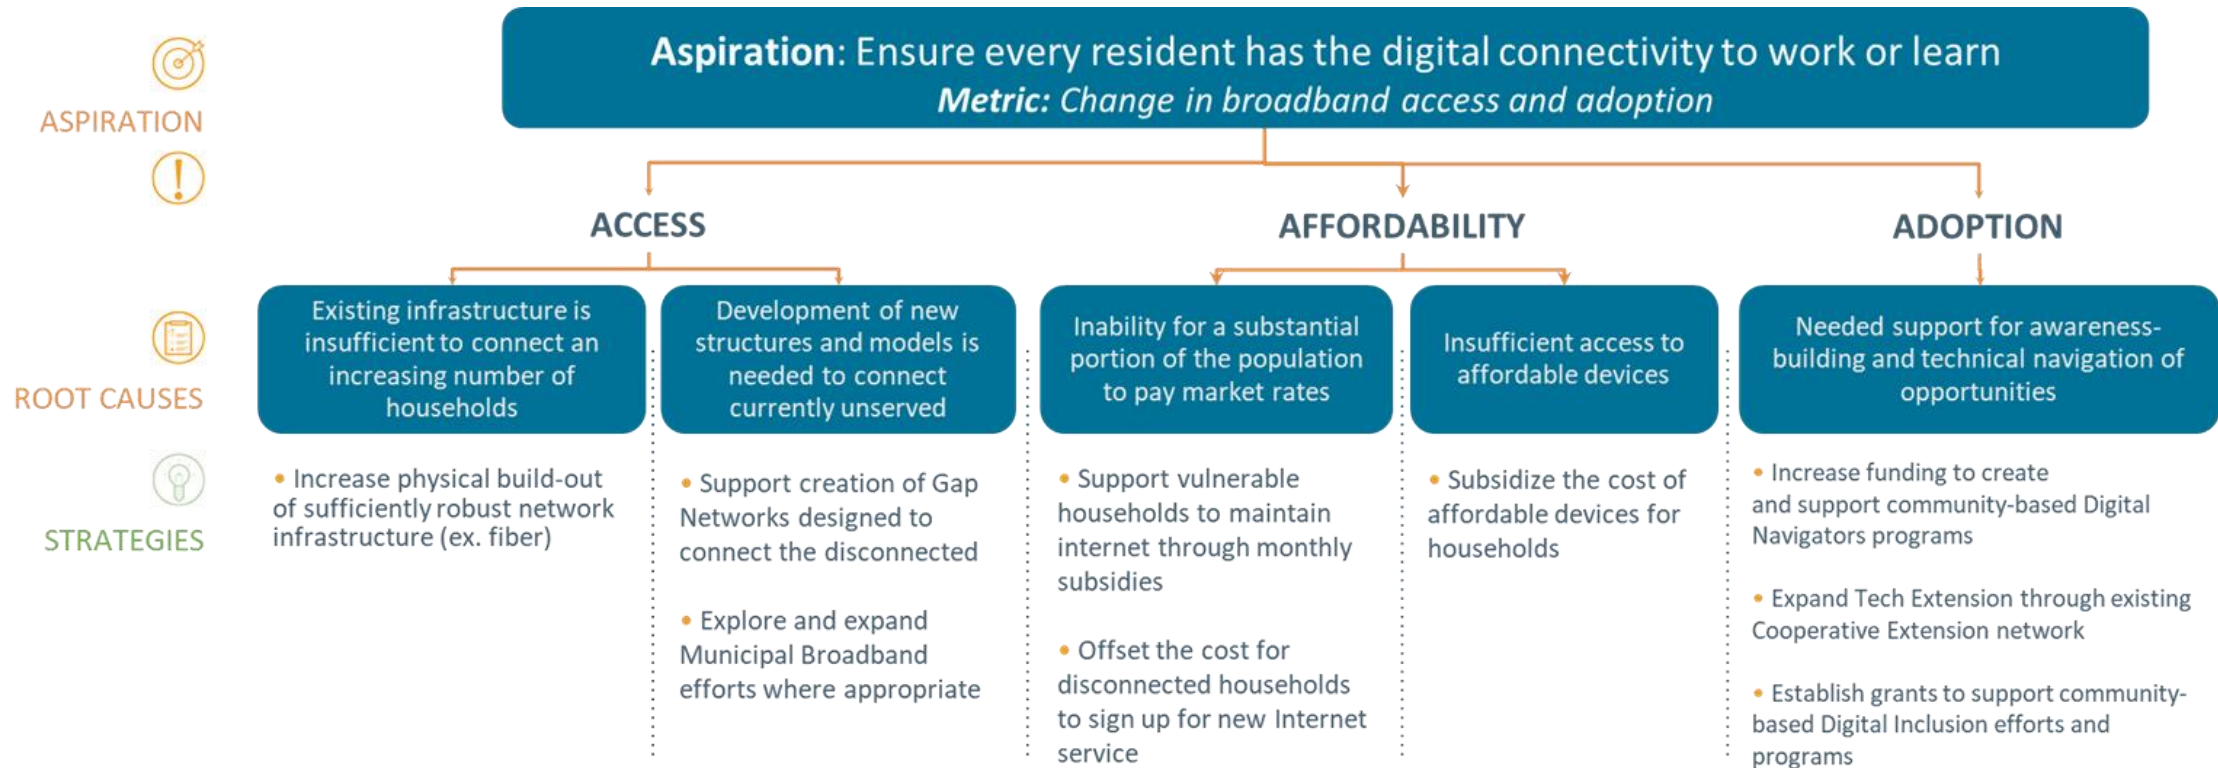 Aspiration: Ensure every resident has the digital connectivity to work or learn
Metric: Change in broadband access and adoption
ASPIRATION
ACCESS
AFFORDABILITY
ADOPTION
ROOT CAUSES
Existing infrastructure is
insufficient to connect an
increasing number of
households
Development of new
structures and models is
needed to connect
currently unserved
Inability for a substantial
portion of the population
to pay market rates
Insufficient access to
affordable devices
Needed support for awareness-
building and technical navigation of
opportunities
STRATEGIES
• Increase physical build-out
of sufficiently robust network
infrastructure (ex. fiber)
• Support creation of Gap
Networks designed to
connect the disconnected
• Explore and expand
Municipal Broadband
efforts where appropriate
• Support vulnerable
households to maintain
internet through monthly
subsidies
• Offset the cost for
disconnected households
to sign up for new Internet
service
• Subsidize the cost of
affordable devices for
households
• Increase funding to create
and support community-based Digital
Navigators programs
• Expand Tech Extension through existing
Cooperative Extension network
• Establish grants to support community-
based Digital Inclusion efforts and
programs